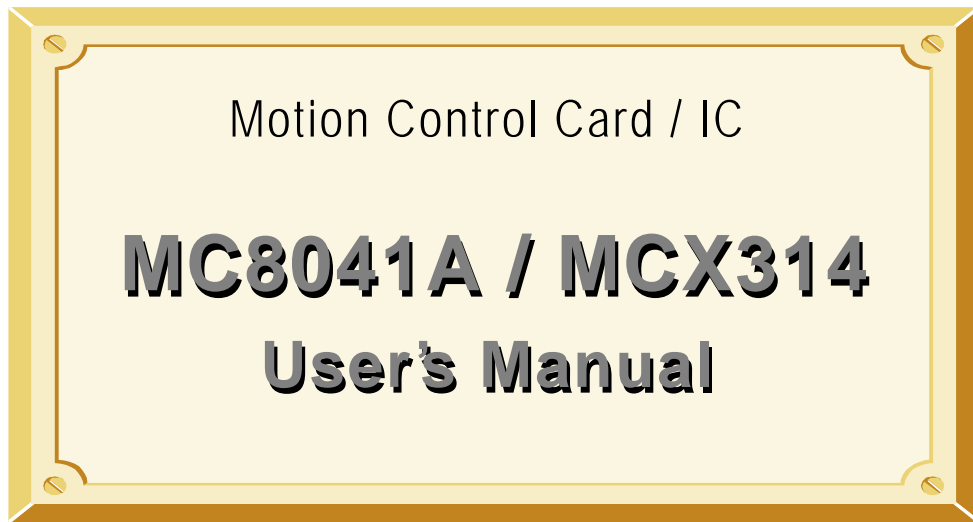 Motion Control Card / IC
MC8041A / MCX314
User's Manual